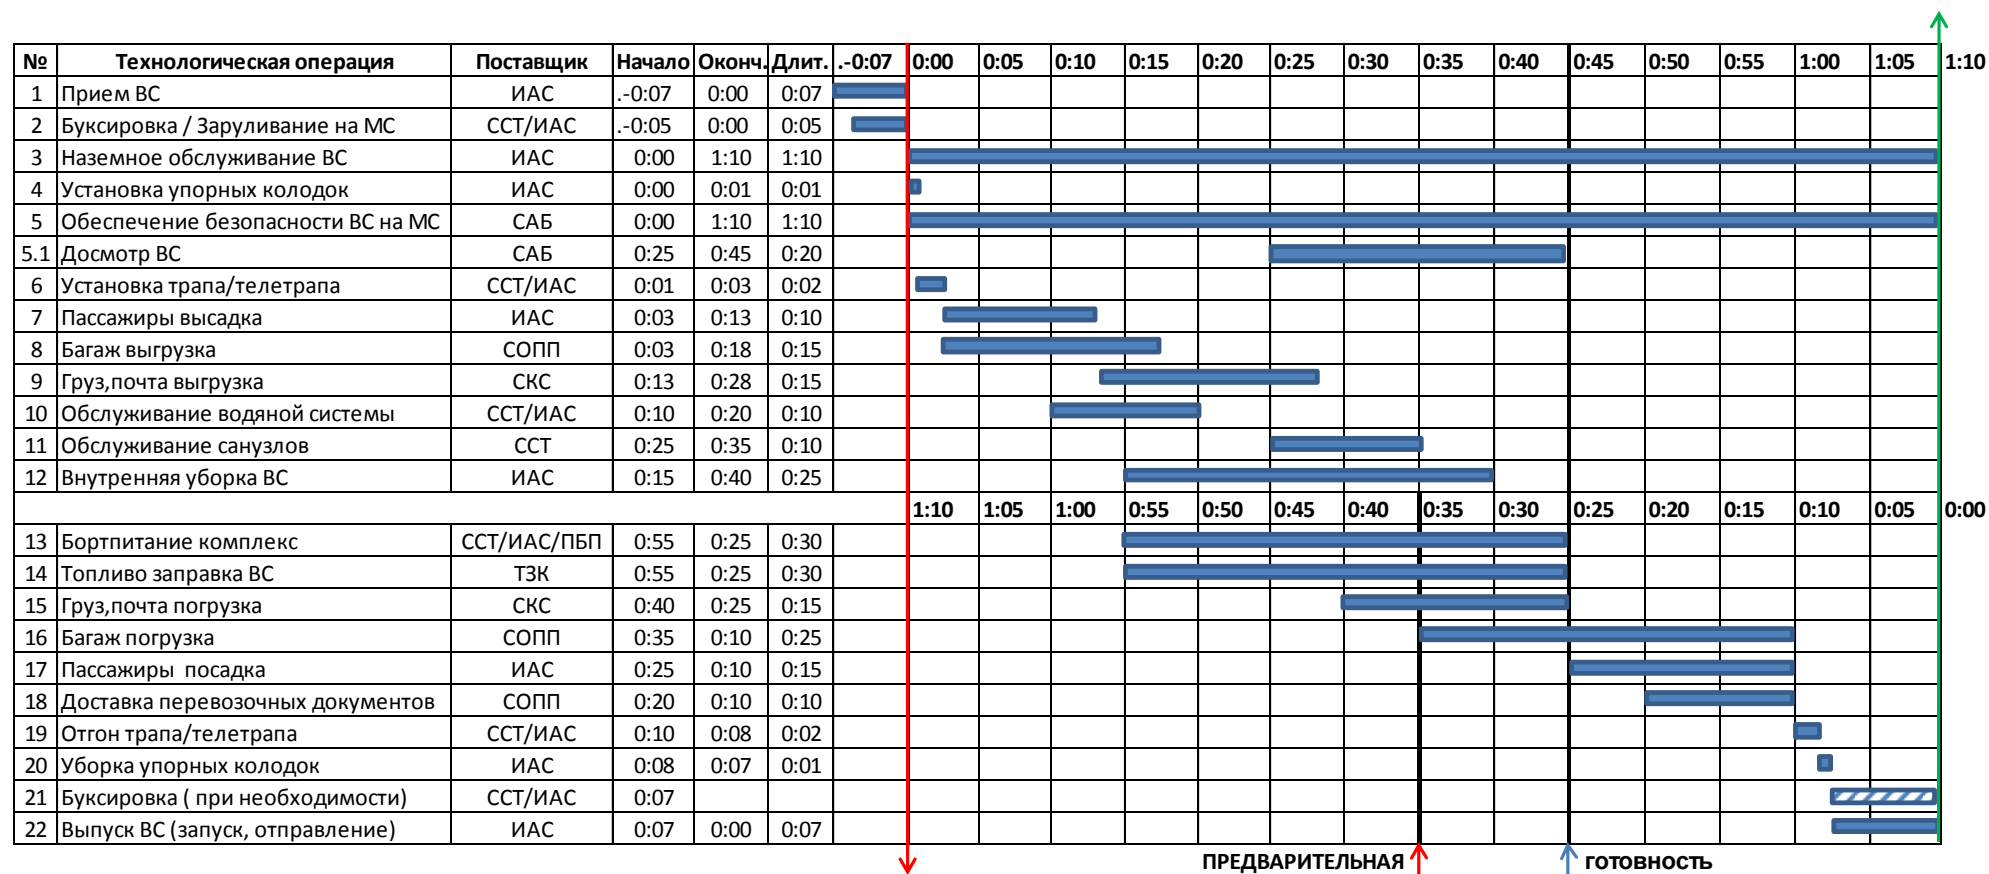 № Технологическая операция Поставщик Начало Оконч. Длит. .-0:07 0:00 0:05 0:10 0:15 0:20 0:25 0:30 0:35 0:40 0:45 0:50 0:55 1:00 1:05 1:10
1 Прием ВС ИАС .-0:07 0:00 0:07
2 Буксировка / Заруливание на МС ССТ/ИАС .-0:05 0:00 0:05
3 Наземное обслуживание ВС ИАС 0:00 1:10 1:10
4 Установка упорных колодок ИАС 0:00 0:01 0:01
5 Обеспечение безопасности ВС на МС САБ 0:00 1:10 1:10
5.1 Досмотр ВС САБ 0:25 0:45 0:20
6 Установка трапа/телетрапа ССТ/ИАС 0:01 0:03 0:02
7 Пассажиры высадка ИАС 0:03 0:13 0:10
8 Багаж выгрузка СОПП 0:03 0:18 0:15
9 Груз,почта выгрузка СКС 0:13 0:28 0:15
10 Обслуживание водяной системы ССТ/ИАС 0:10 0:20 0:10
11 Обслуживание санузлов ССТ 0:25 0:35 0:10
12 Внутренняя уборка ВС ИАС 0:15 0:40 0:25
1:10 1:05 1:00 0:55 0:50 0:45 0:40 0:35 0:30 0:25 0:20 0:15 0:10 0:05 0:00
13 Бортпитание комплекс ССТ/ИАС/ПБП 0:55 0:25 0:30
14 Топливо заправка ВС ТЗК 0:55 0:25 0:30
15 Груз,почта погрузка СКС 0:40 0:25 0:15
16 Багаж погрузка СОПП 0:35 0:10 0:25
17 Пассажиры посадка ИАС 0:25 0:10 0:15
18 Доставка перевозочных документов СОПП 0:20 0:10 0:10
19 Отгон трапа/телетрапа ССТ/ИАС 0:10 0:08 0:02
20 Уборка упорных колодок ИАС 0:08 0:07 0:01
21 Буксировка ( при необходимости) ССТ/ИАС 0:07
22 Выпуск ВС (запуск, отправление) ИАС 0:07 0:00 0:07
ПРЕДВАРИТЕЛЬНАЯ ГОТОВНОСТЬ